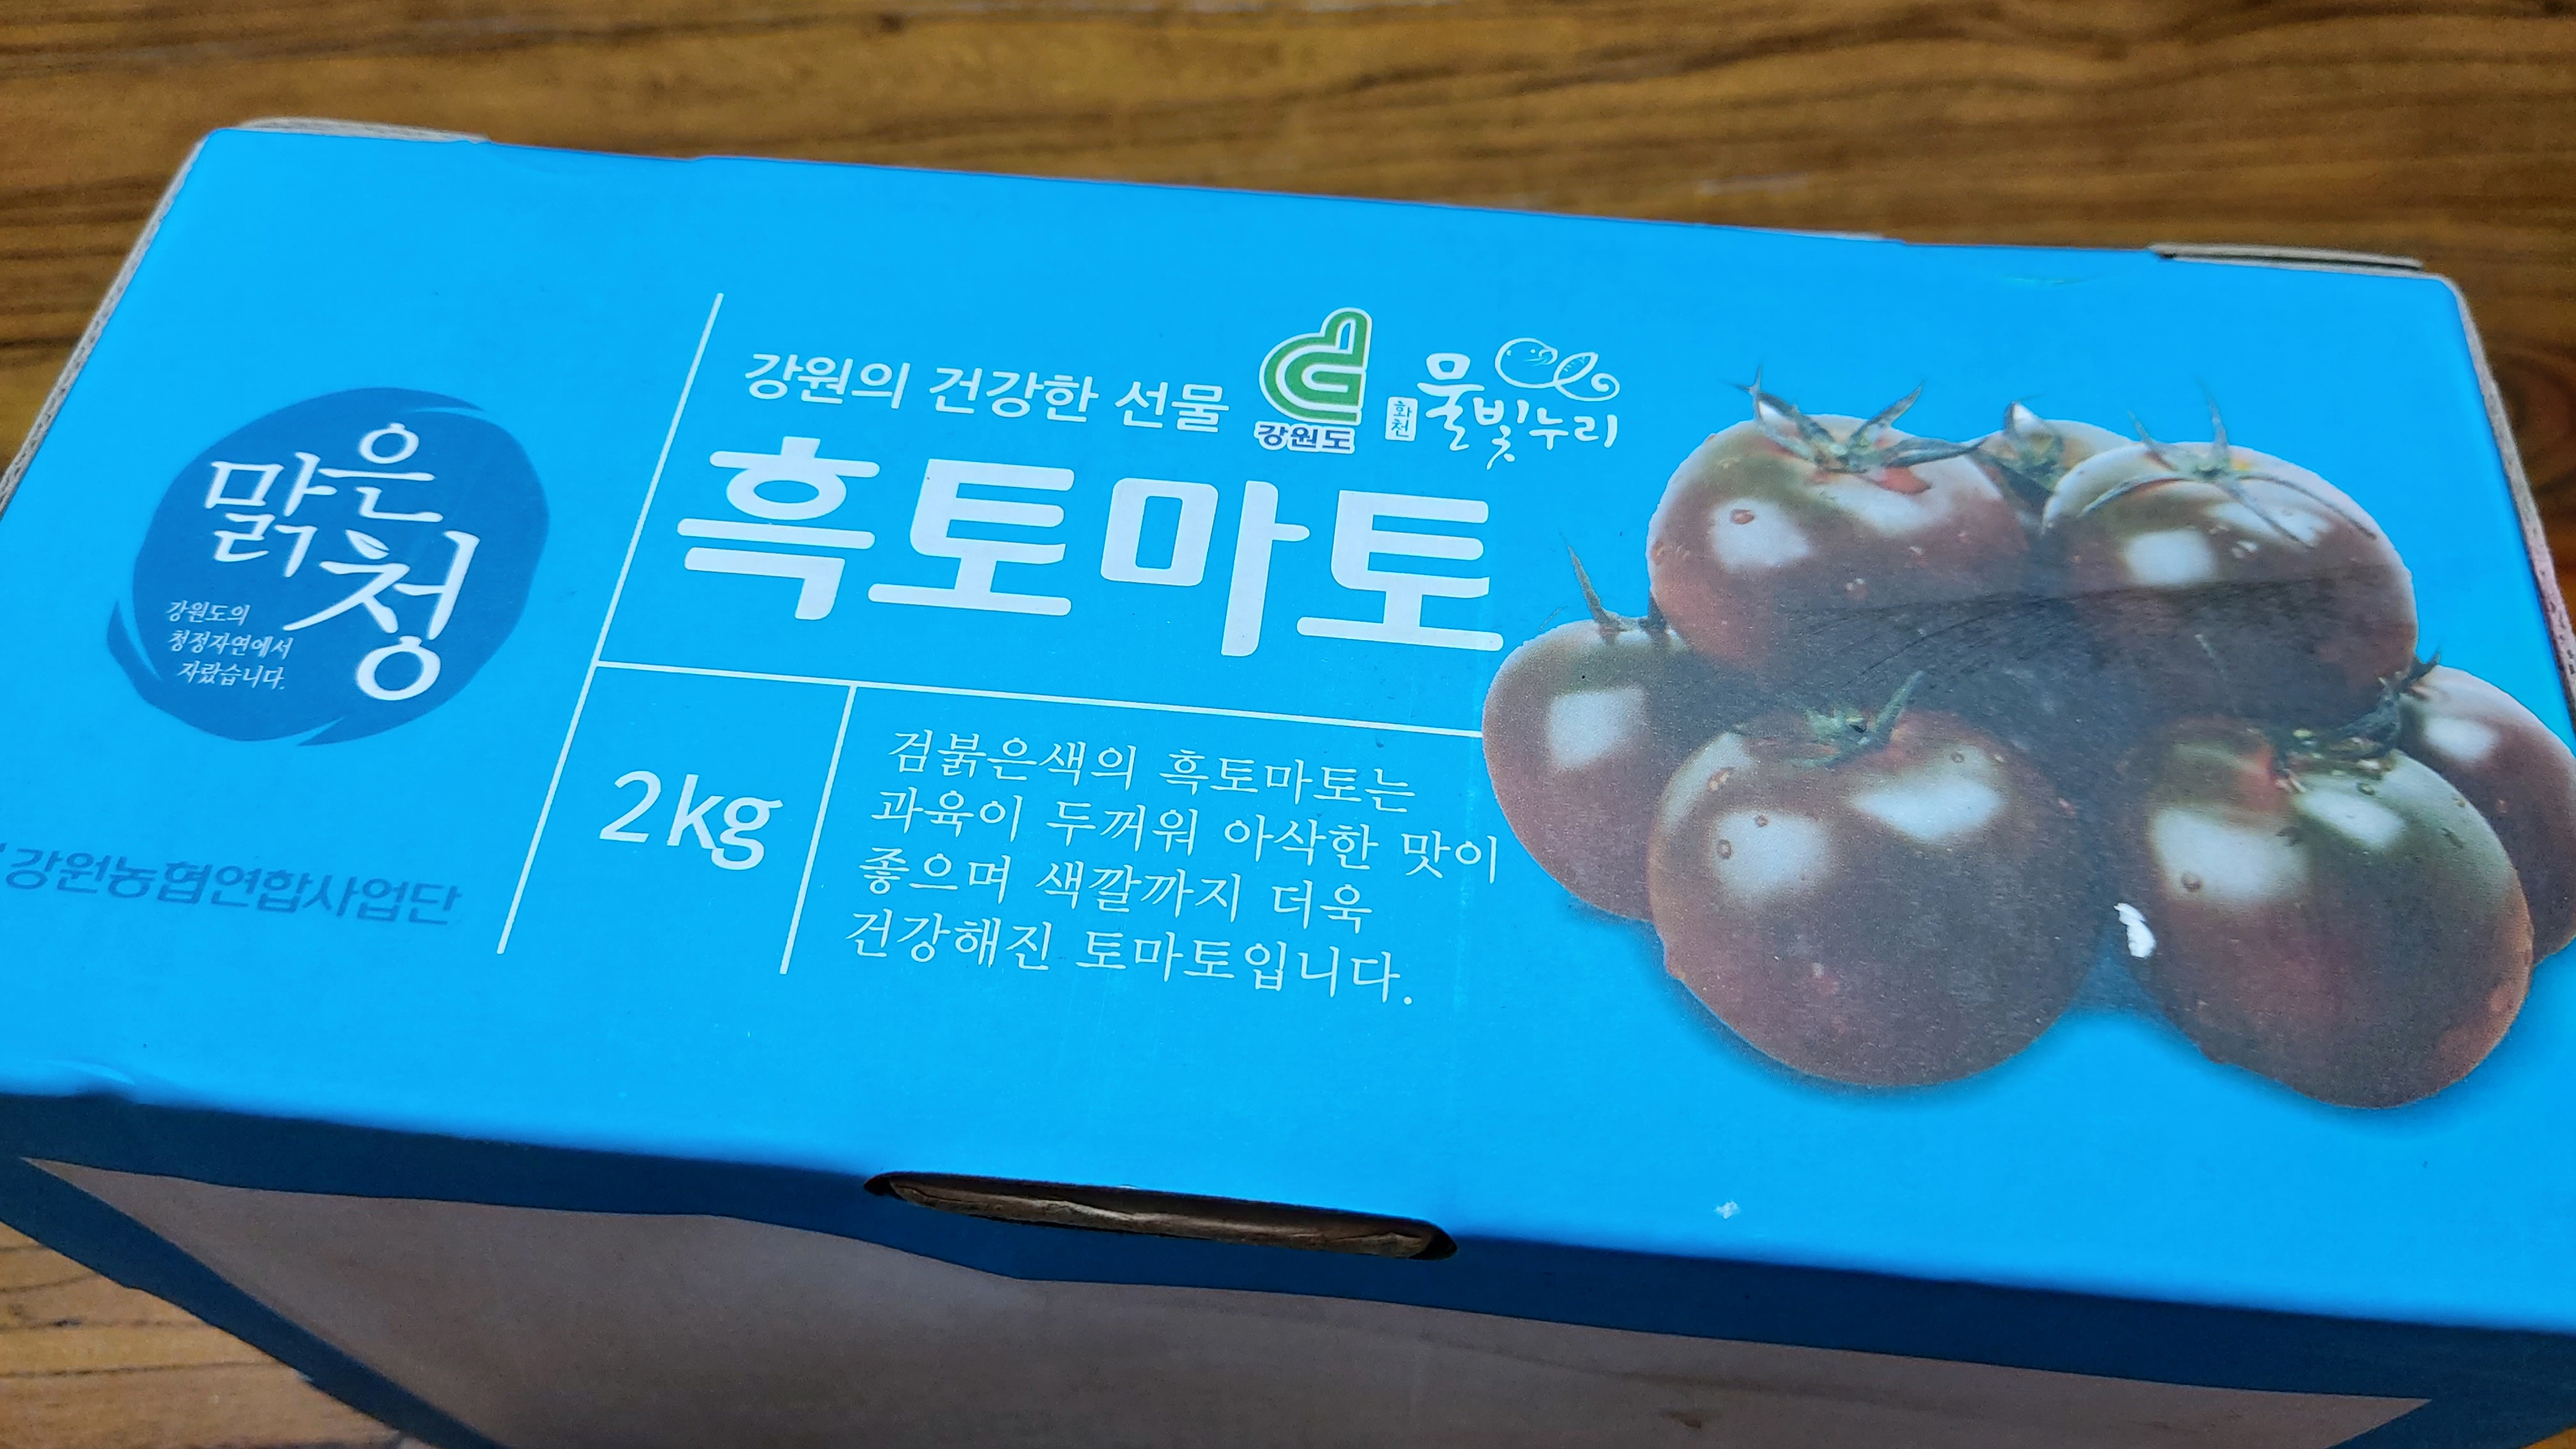 맑은
청
강원도의
청정자연에서
자랐습니다.
강원농협연합사업단
강원의 건강한 선물
강원도
화천
물빛누리
흑토마토
2kg
검붉은색의 흑토마토는
과육이 두꺼워 아삭한 맛이
좋으며 색깔까지 더욱
건강해진 토마토입니다.